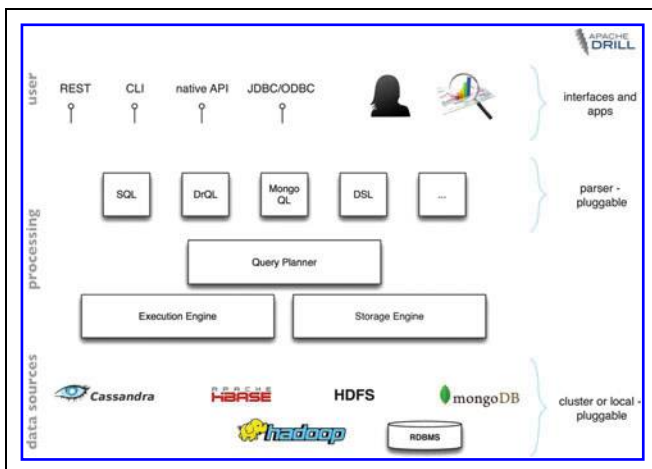 APACHE
DRILL
user
REST
CLI
native API
JDBC/ODBC
interfaces and
apps
processing
SQL
DrQL
Mongo
QL
DSL
...
parser -
pluggable
Query Planner
Execution Engine
Storage Engine
data sources
Cassandra
APACHE
HBASE
HDFS
mongoDB
cluster or local -
pluggable
hadoop
RDBMS